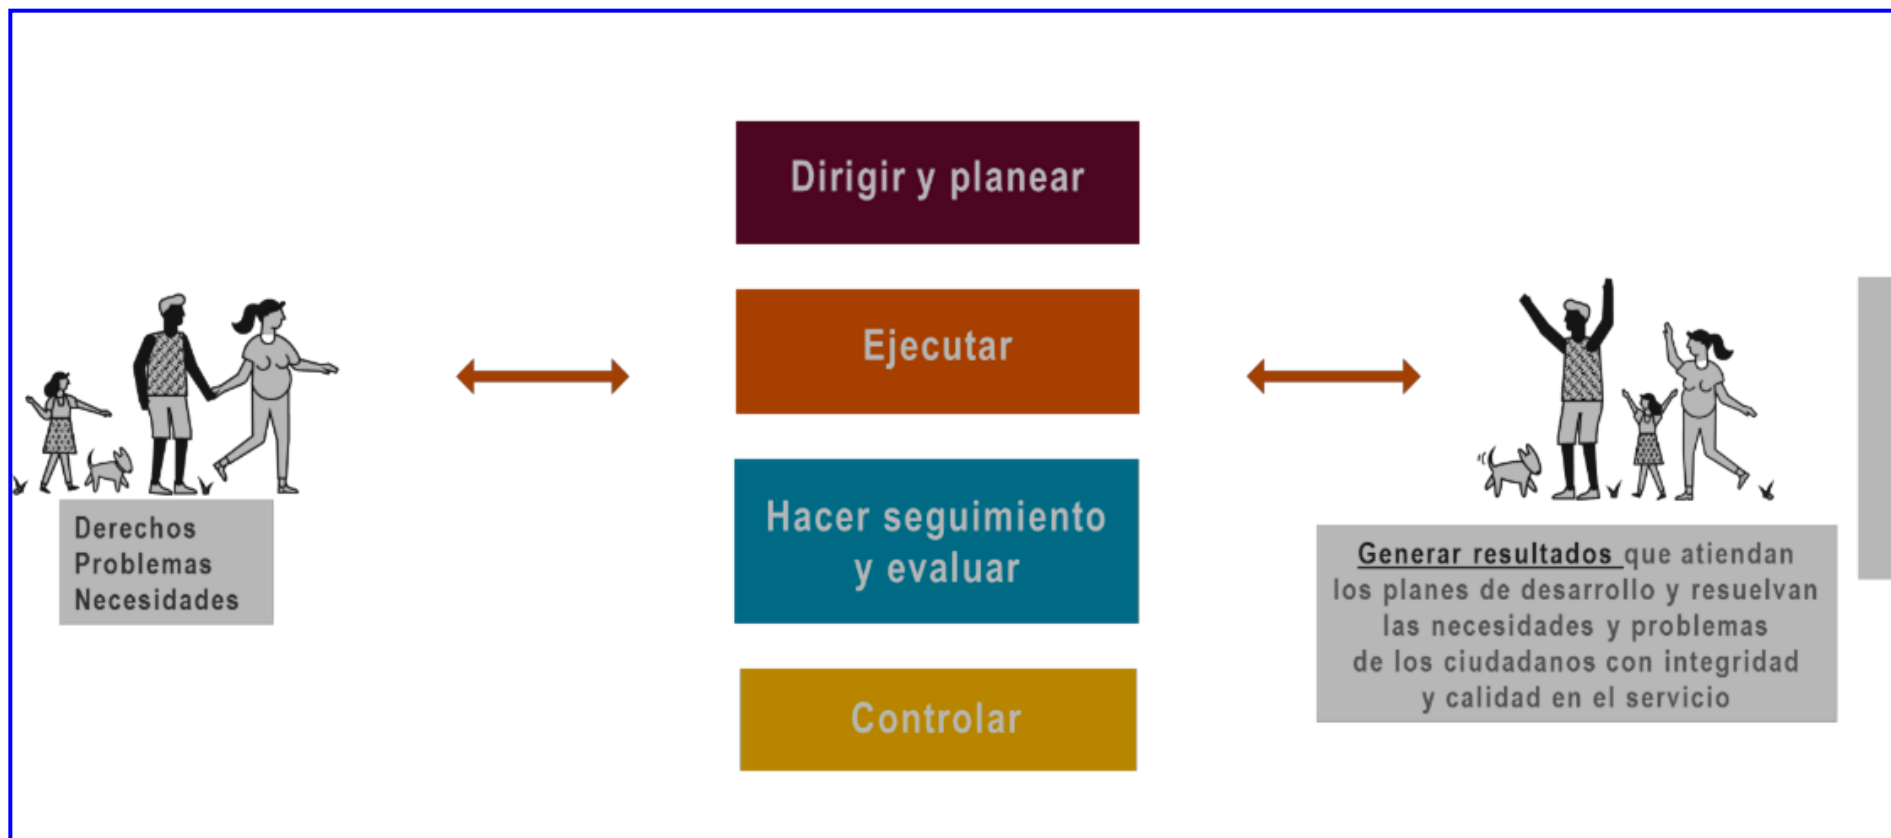 Dirigir y planear
Ejecutar
Hacer seguimiento
y evaluar
Controlar
Derechos
Problemas
Necesidades
Generar resultados que atiendan
los planes de desarrollo y resuelvan
las necesidades y problemas
de los ciudadanos con integridad
y calidad en el servicio